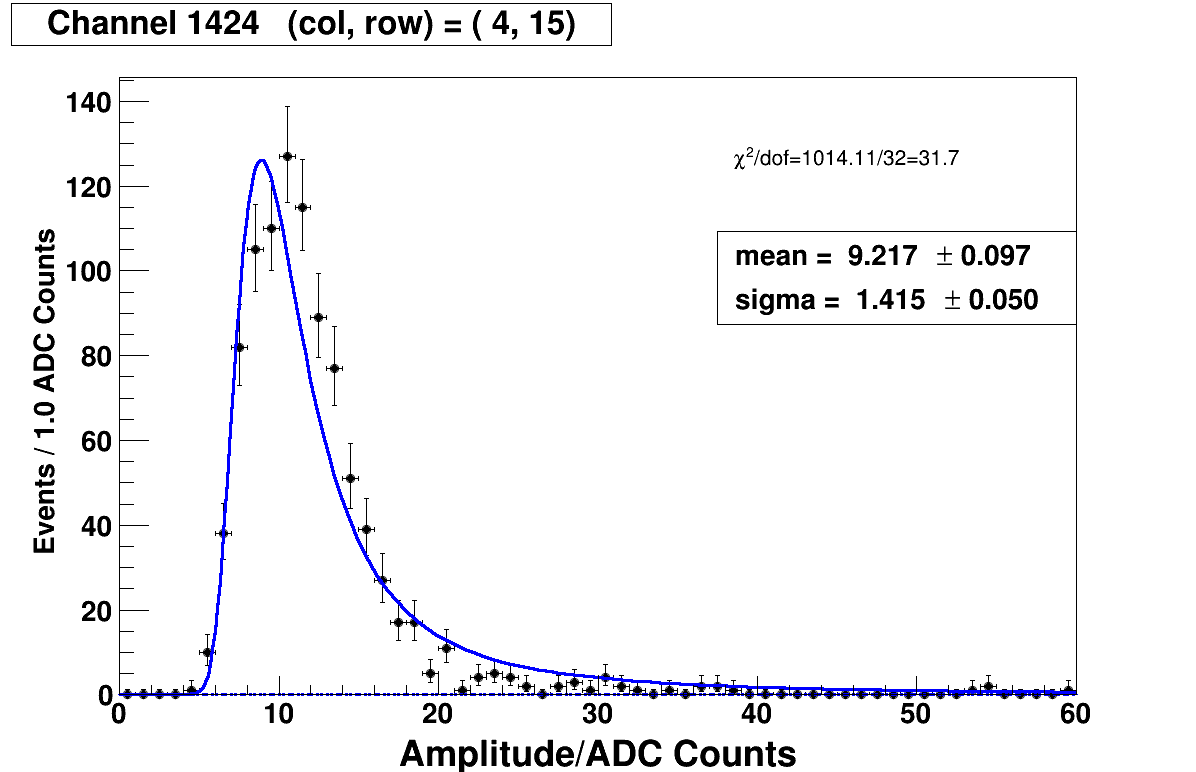 Channel 1424 (col, row) = ( 4, 15)
140
120
100
80
60
40
20
0
Events / 1.0 ADC Counts
χ²/dof=1014.11/32=31.7
mean = 9.217 ± 0.097
sigma = 1.415 ± 0.050
0 10 20 30 40 50 60
Amplitude/ADC Counts